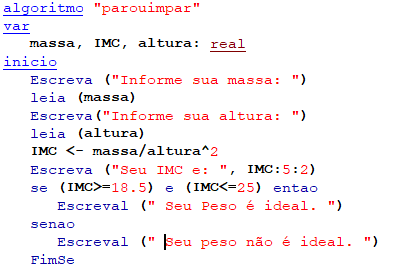 algoritmo "parouimpar"
var
massa, IMC, altura: real
inicio
Escreva ("Informe sua massa: ")
leia (massa)
Escreva("Informe sua altura: ")
leia (altura)
IMC <- massa/altura^2
Escreva ("Seu IMC e: ", IMC:5:2)
se (IMC>=18.5) e (IMC<=25) entao
Escreval (" Seu Peso é ideal. ")
senao
Escreval (" Seu peso não é ideal. ")
FimSe